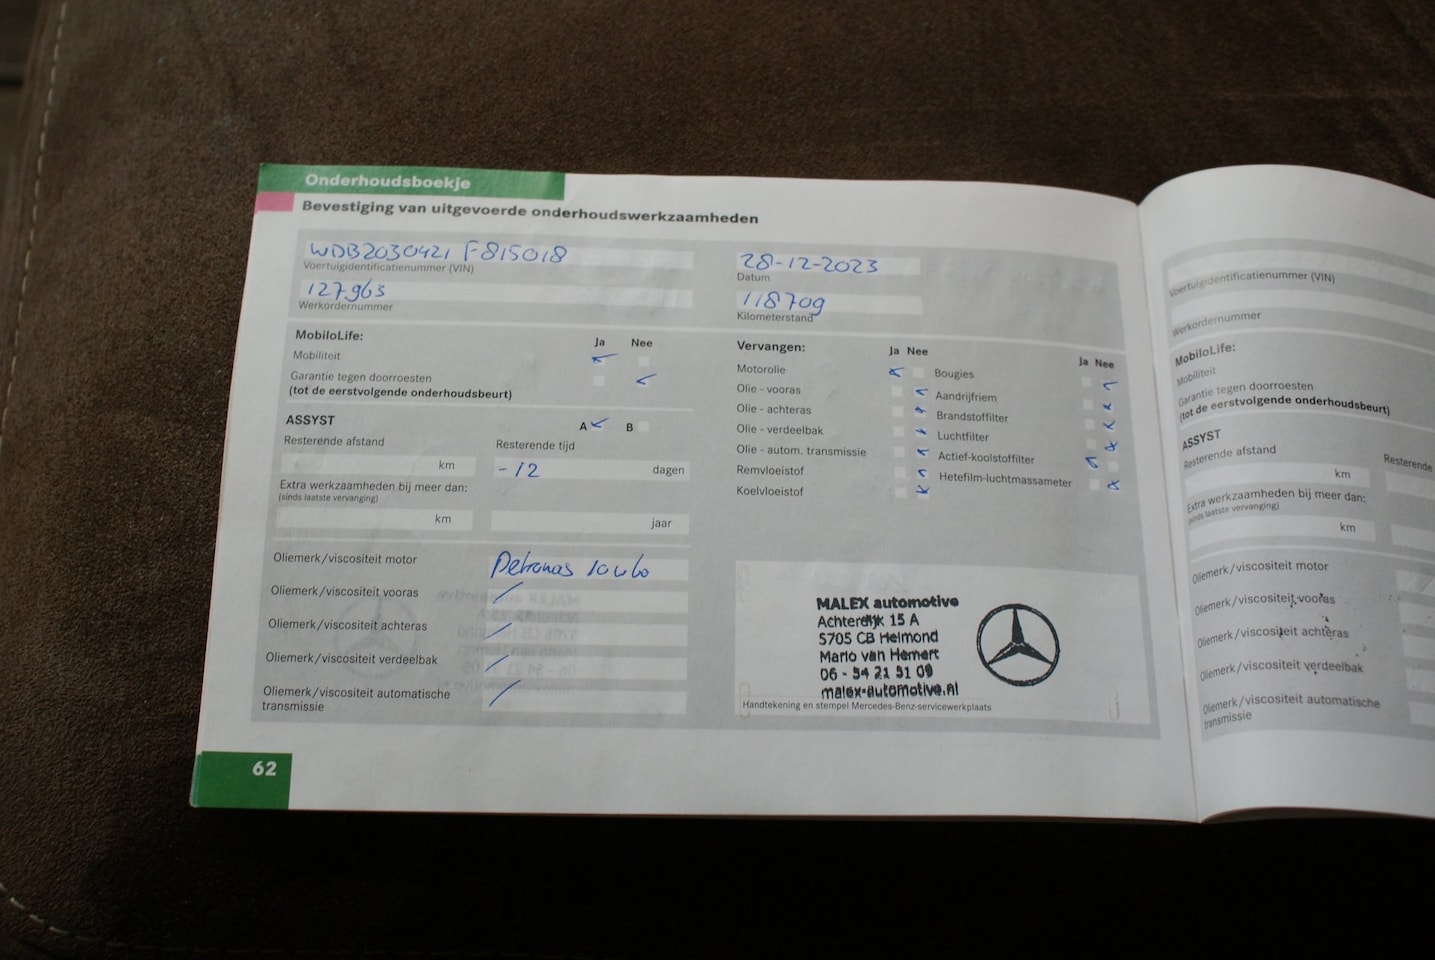 Onderhoudsboekje
Bevestiging van uitgevoerde onderhoudswerkzaamheden
WDB2030421 F815018
Voertuigidentificatienummer (VIN)
127963
Werkordernummer
28-12-2023
Datum
118709
Kilometerstand
MobiloLife:
Ja Nee
Mobiliteit
Garantie tegen doorroesten
(tot de eerstvolgende onderhoudsbeurt)
ASSYST
A B
Resterende afstand
km
Resterende tijd
-12 dagen
Extra werkzaamheden bij meer dan:
(sinds laatste vervanging)
km
jaar
Oliemerk/viscositeit motor
Petronas 10w40
Oliemerk/viscositeit vooras
Oliemerk/viscositeit achteras
Oliemerk/viscositeit verdeelbak
Oliemerk/viscositeit automatische
transmissie
Vervangen:
Ja Nee
Motorolie
Olie - vooras
Olie - achteras
Olie - verdeelbak
Olie - autom. transmissie
Remvloeistof
Koelvloeistof
Ja Nee
Bougies
Aandrijfriem
Brandstoffilter
Luchtfilter
Actief-koolstoffilter
Hetefilm-luchtmassameter
MALEX automotive
Achterdijk 15 A
5705 CB Helmond
Mario van Hemert
06 - 54 21 51 09
malex-automotive.nl
Handtekening en stempel Mercedes-Benz-servicewerkplaats
62
Voertuigidentificatienummer (VIN)
Werkordernummer
MobiloLife:
Mobiliteit
Garantie tegen doorroesten
(tot de eerstvolgende onderhoudsbeurt)
ASSYST
Resterende afstand
km
Resterende
Extra werkzaamheden bij meer dan:
(sinds laatste vervanging)
km
Oliemerk/viscositeit motor
Oliemerk/viscositeit vooras
Oliemerk/viscositeit achteras
Oliemerk/viscositeit verdeelbak
Oliemerk/viscositeit automatische
transmissie